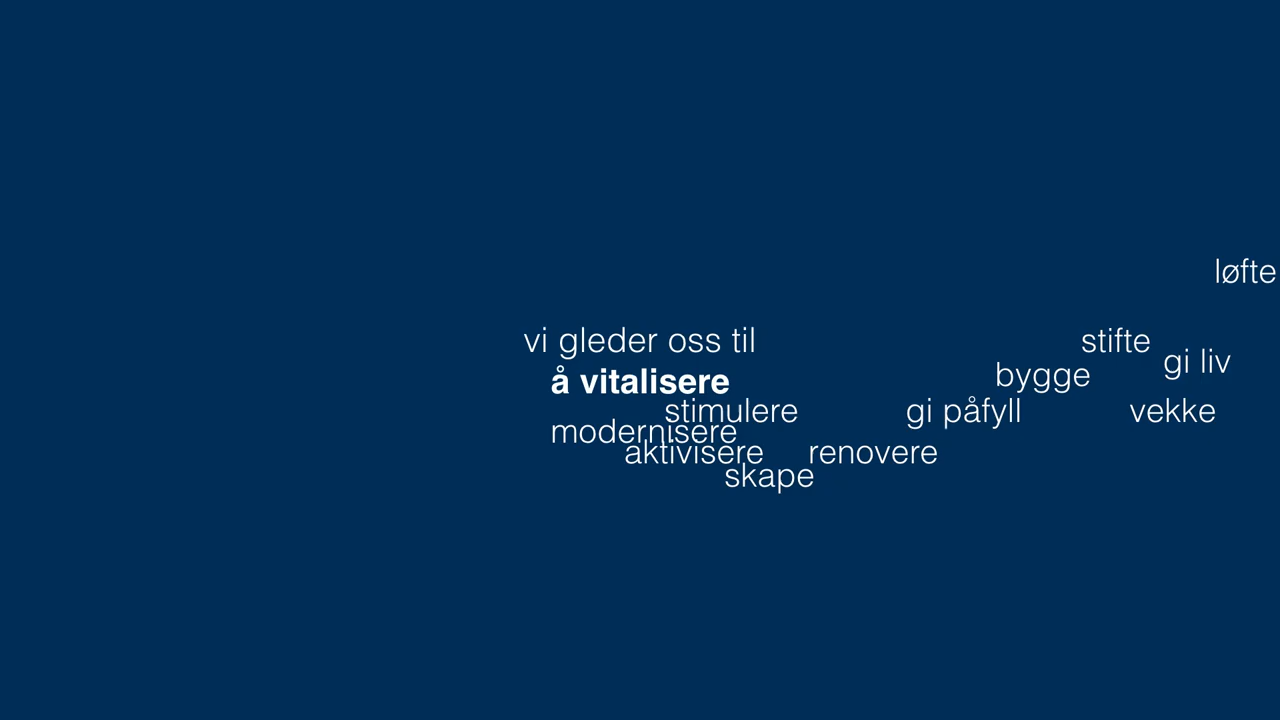 løfte
vi gleder oss til
stifte
gi liv
bygge
å vitalisere
stimulere
gi påfyll
vekke
modernisere
aktivisere
renovere
skape